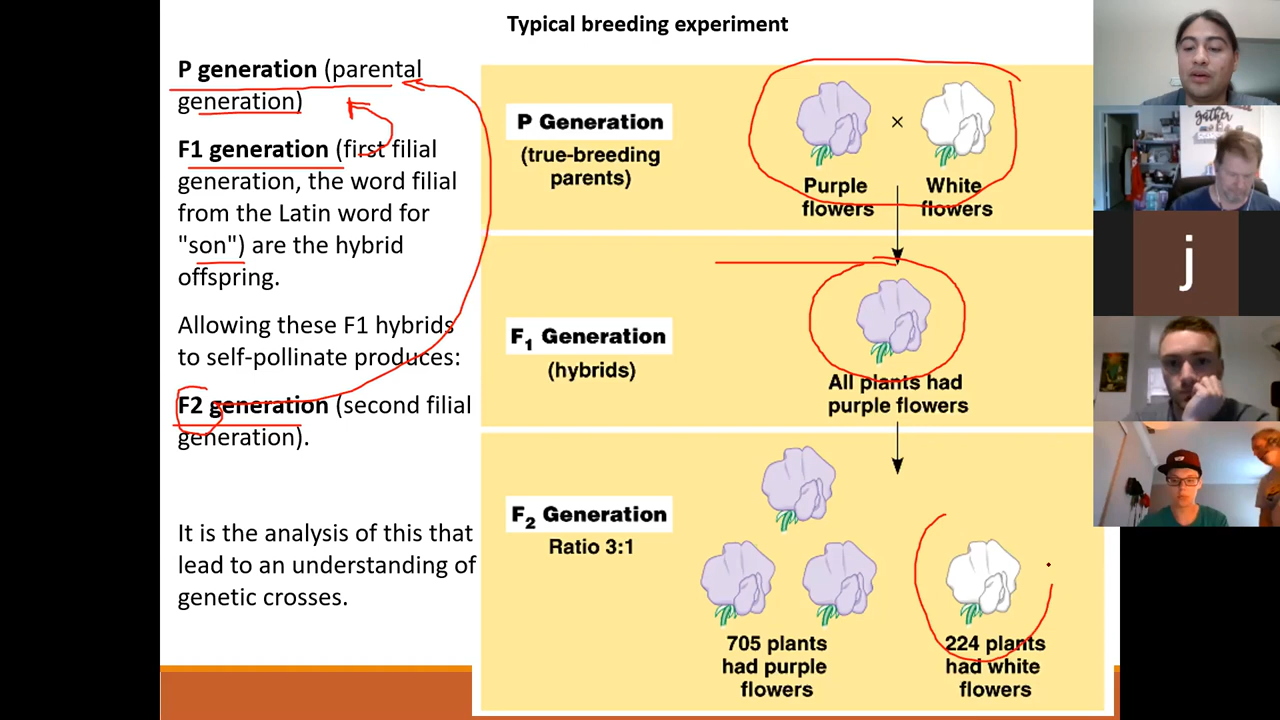 Typical breeding experiment
P generation (parental
generation)
F1 generation (first filial
generation, the word filial
from the Latin word for
"son") are the hybrid
offspring.
Allowing these F1 hybrids
to self-pollinate produces:
F2 generation (second filial
generation).
It is the analysis of this that
lead to an understanding of
genetic crosses.
P Generation
(true-breeding
parents)
×
Purple
flowers
White
flowers
F₁ Generation
(hybrids)
All plants had
purple flowers
F₂ Generation
Ratio 3:1
705 plants
had purple
flowers
224 plants
had white
flowers
gather
j